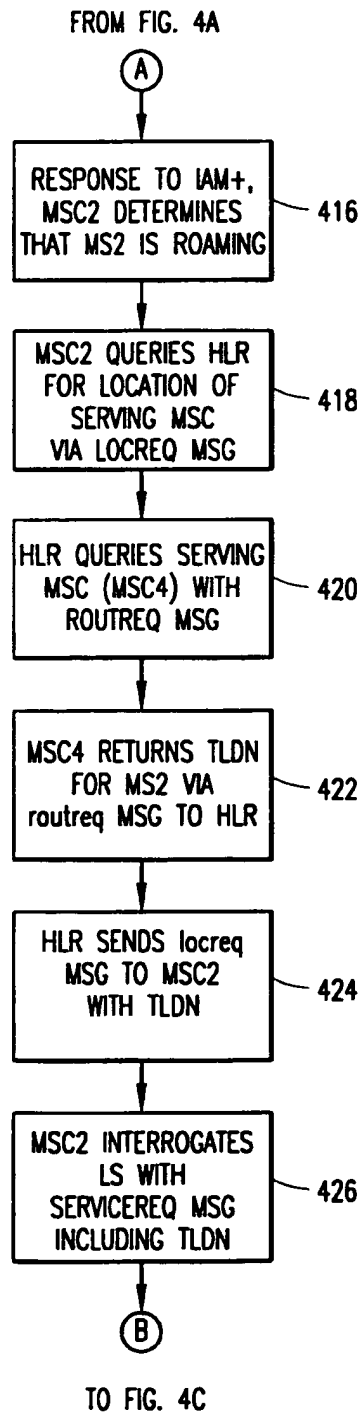 FROM FIG. 4A
A
RESPONSE TO IAM+,
MSC2 DETERMINES
THAT MS2 IS ROAMING
416
MSC2 QUERIES HLR
FOR LOCATION OF
SERVING MSC
VIA LOCREQ MSG
418
HLR QUERIES SERVING
MSC (MSC4) WITH
ROUTREQ MSG
420
MSC4 RETURNS TLDN
FOR MS2 VIA
routreq MSG TO HLR
422
HLR SENDS locreq
MSG TO MSC2
WITH TLDN
424
MSC2 INTERROGATES
LS WITH
SERVICEREQ MSG
INCLUDING TLDN
426
B
TO FIG. 4C